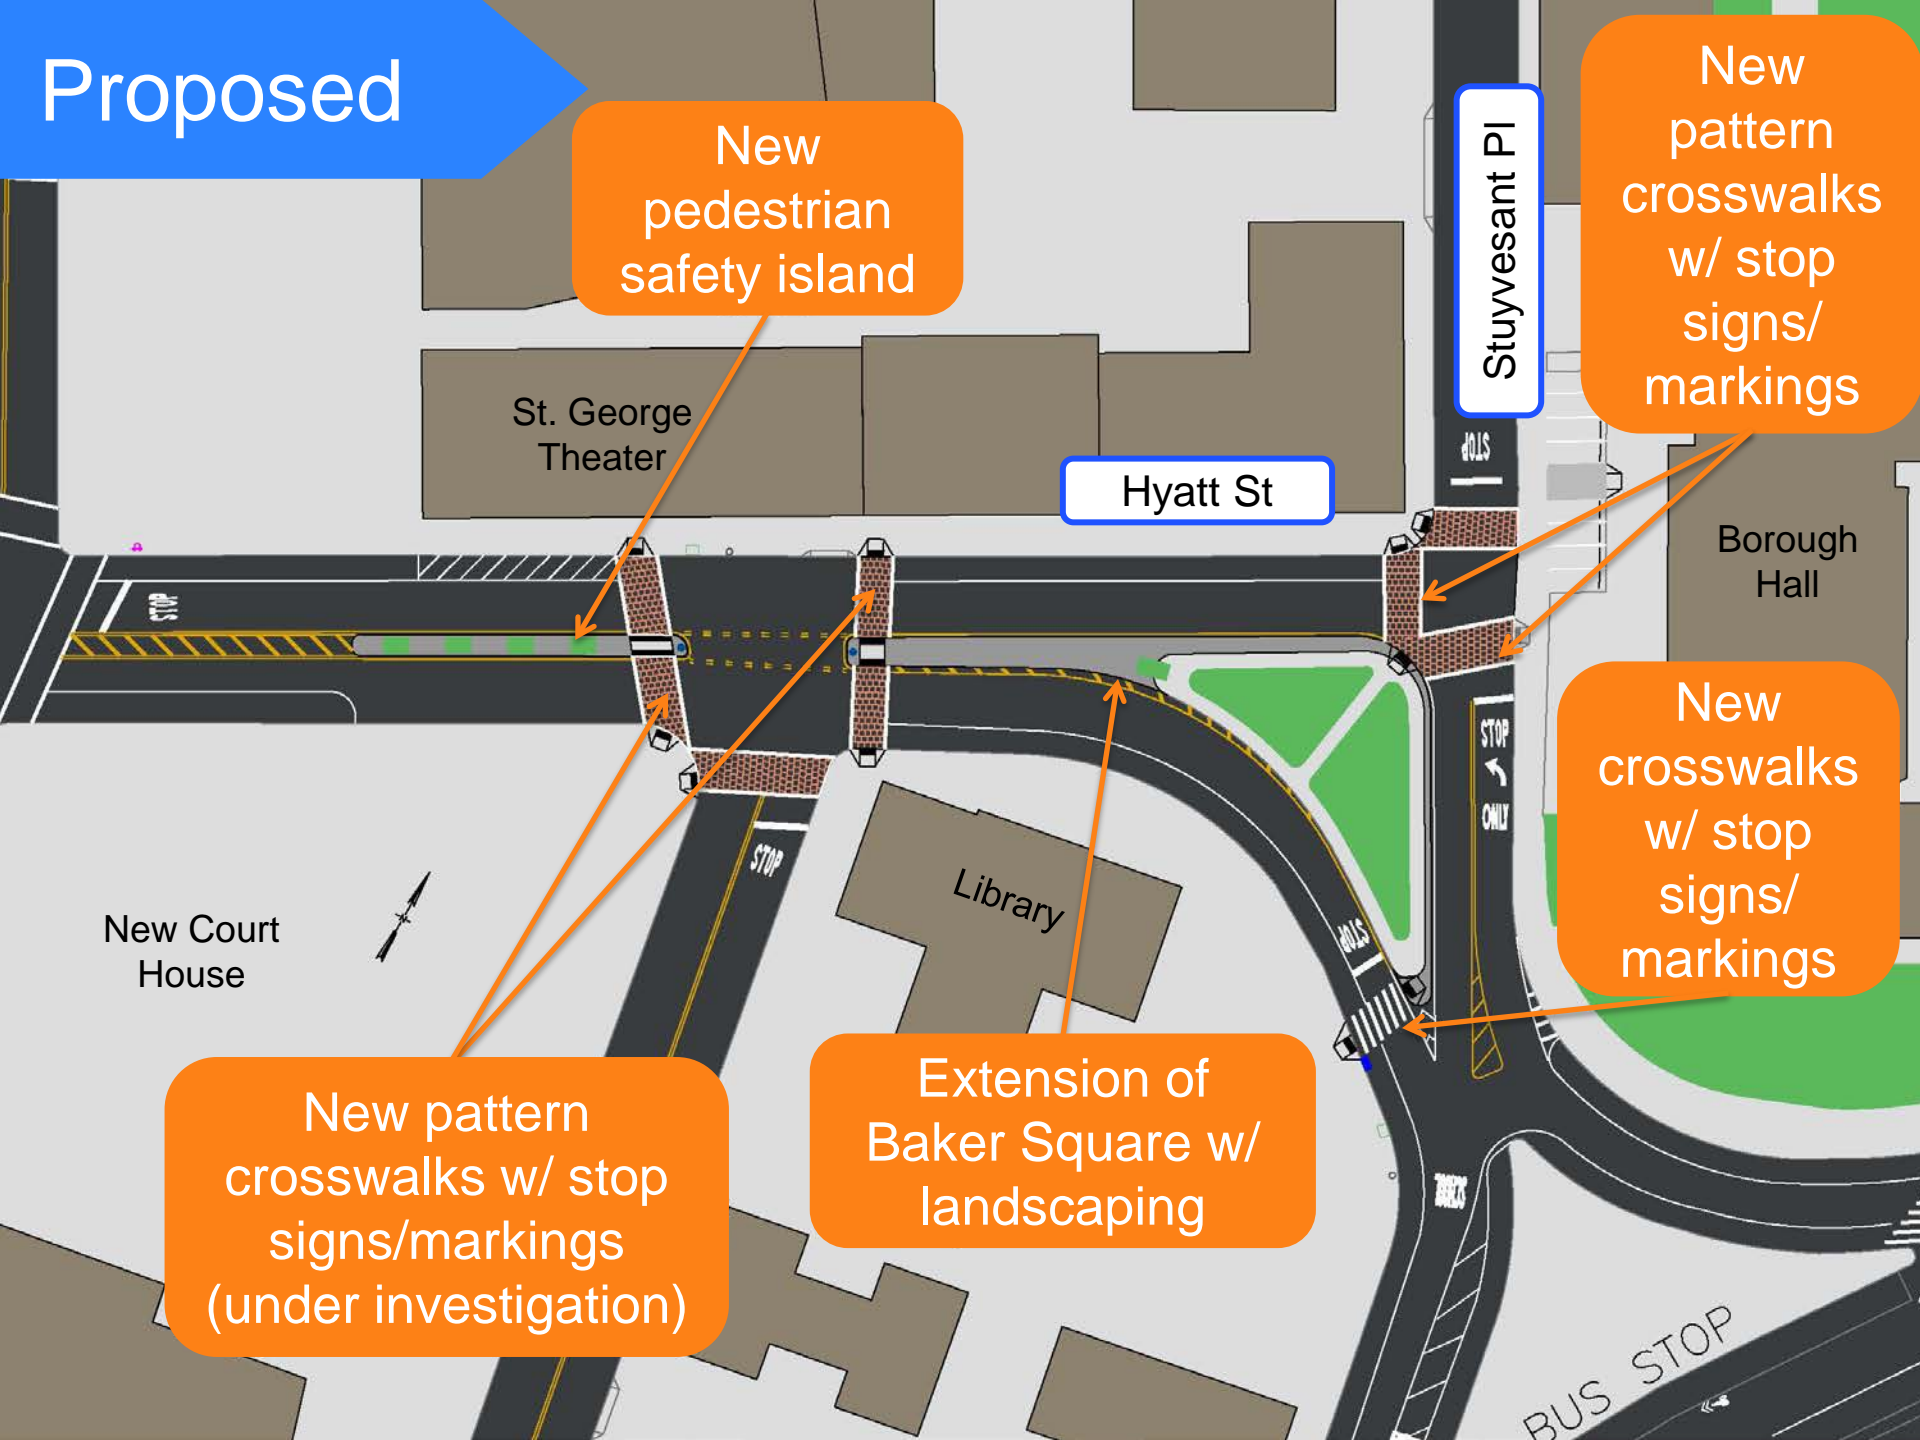 Proposed
New
pedestrian
safety island
Stuyvesant Pl
New
pattern
crosswalks
w/ stop
signs/
markings
St. George
Theater
Hyatt St
STOP
Borough
Hall
STOP
New
crosswalks
w/ stop
signs/
markings
STOP
ONLY
STOP
Library
STOP
New Court
House
New pattern
crosswalks w/ stop
signs/markings
(under investigation)
Extension of
Baker Square w/
landscaping
BUS STOP